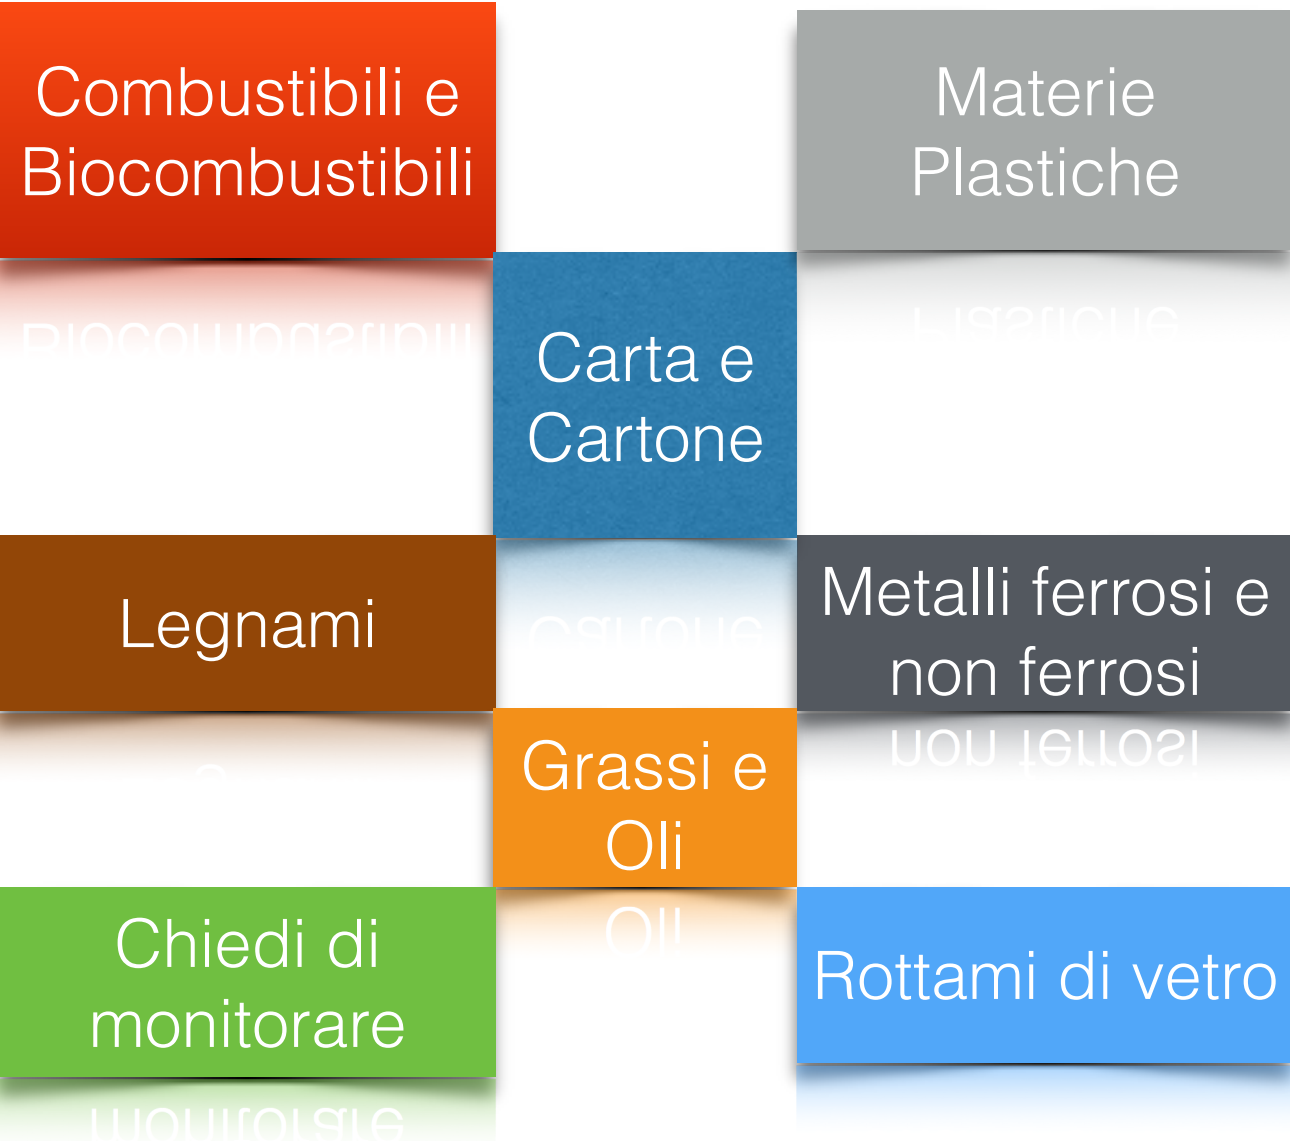 Combustibili e
Biocombustibili
Materie
Plastiche
Carta e
Cartone
Legnami
Metalli ferrosi e
non ferrosi
Grassi e
Oli
Chiedi di
monitorare
Rottami di vetro